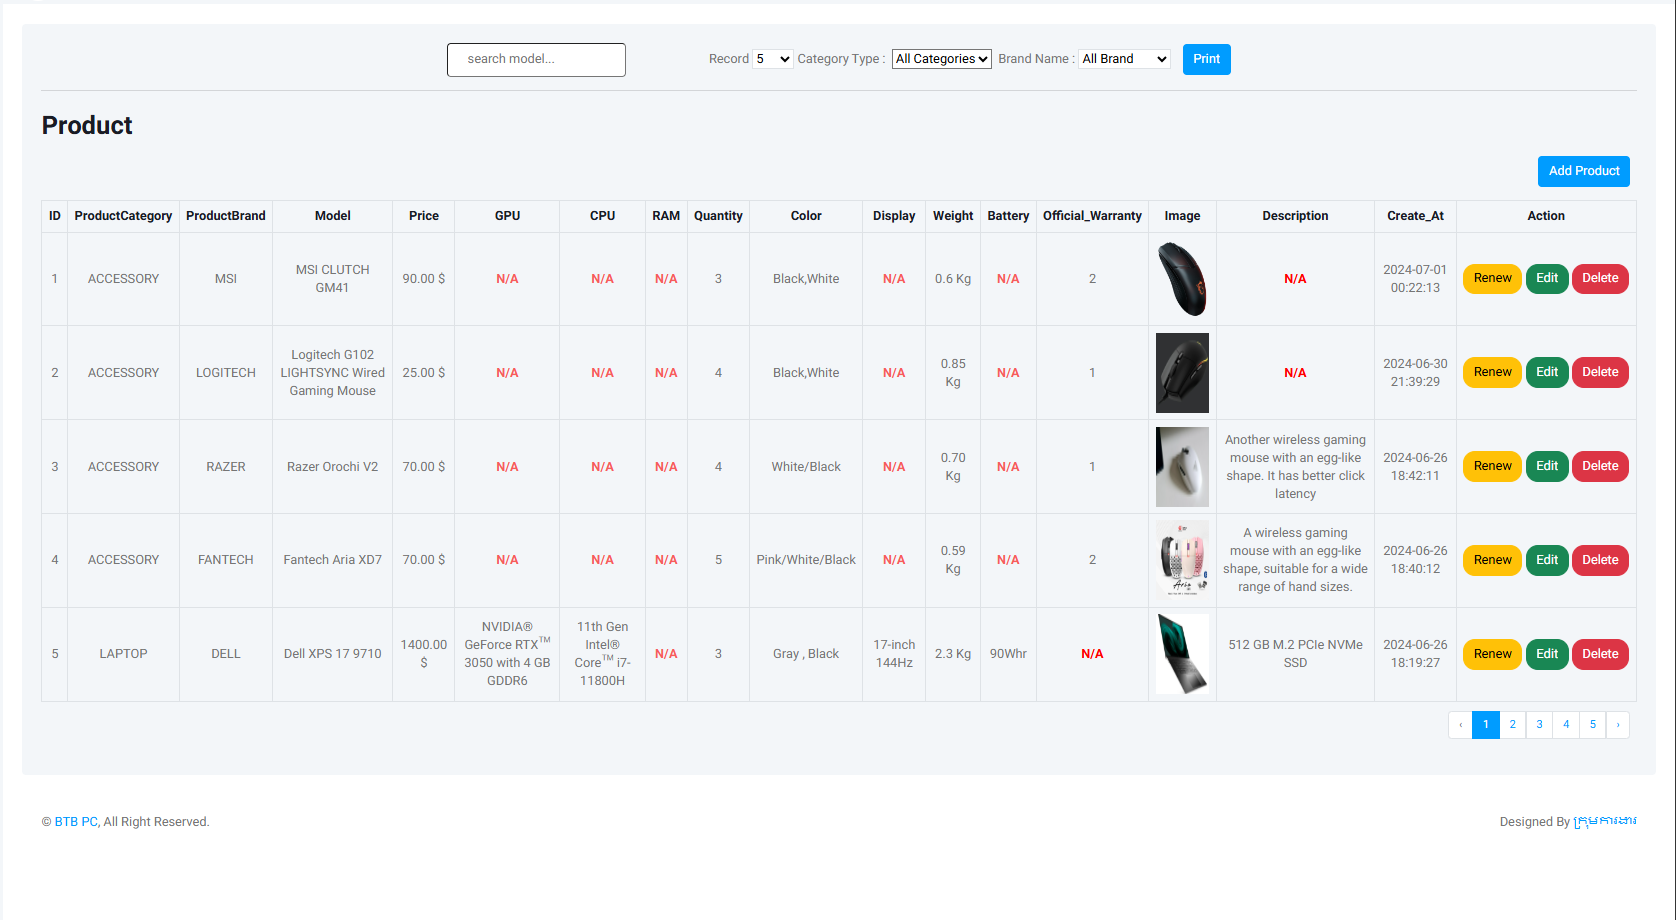 search model...
Record 5 Category Type : All Categories Brand Name : All Brand Print
Product
Add Product
ID ProductCategory ProductBrand Model Price GPU CPU RAM Quantity Color Display Weight Battery Official_Warranty Image Description Create_At Action
1 ACCESSORY MSI MSI CLUTCH GM41 90.00 $ N/A N/A N/A 3 Black,White N/A 0.6 Kg N/A 2 N/A 2024-07-01 00:22:13 Renew Edit Delete
2 ACCESSORY LOGITECH Logitech G102 LIGHTSYNC Wired Gaming Mouse 25.00 $ N/A N/A N/A 4 Black,White N/A 0.85 Kg N/A 1 N/A 2024-06-30 21:39:29 Renew Edit Delete
3 ACCESSORY RAZER Razer Orochi V2 70.00 $ N/A N/A N/A 4 White/Black N/A 0.70 Kg N/A 1 Another wireless gaming mouse with an egg-like shape. It has better click latency 2024-06-26 18:42:11 Renew Edit Delete
4 ACCESSORY FANTECH Fantech Aria XD7 70.00 $ N/A N/A N/A 5 Pink/White/Black N/A 0.59 Kg N/A 2 Aria A wireless gaming mouse with an egg-like shape, suitable for a wide range of hand sizes. 2024-06-26 18:40:12 Renew Edit Delete
5 LAPTOP DELL Dell XPS 17 9710 1400.00 $ NVIDIA® GeForce RTX™ 3050 with 4 GB GDDR6 11th Gen Intel® Core™ i7-11800H N/A 3 Gray , Black 17-inch 144Hz 2.3 Kg 90Whr N/A 512 GB M.2 PCIe NVMe SSD 2024-06-26 18:19:27 Renew Edit Delete
‹ 1 2 3 4 5 ›
© BTB PC, All Right Reserved.
Designed By ក្រុមការងារ